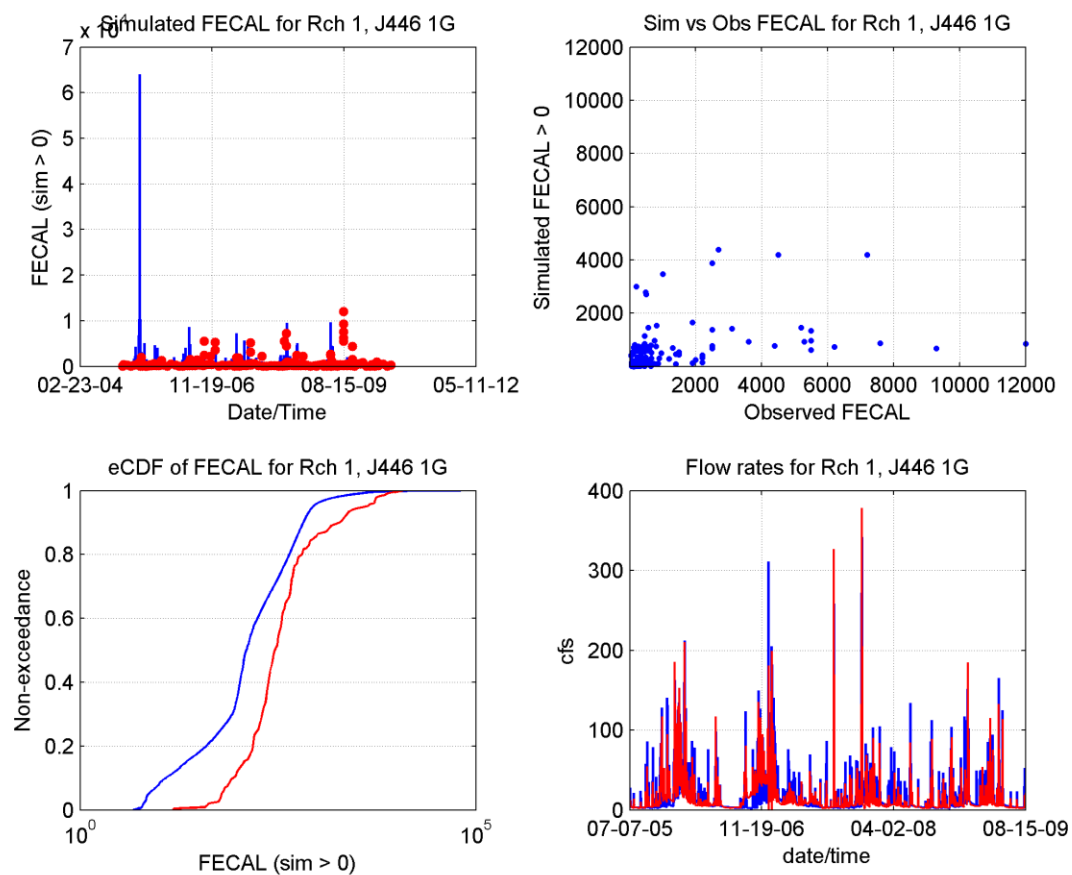 Simulated FECAL for Rch 1, J446 1G
x 10^4
7
6
5
4
3
2
1
0
FECAL (sim > 0)
02-23-04 11-19-06 08-15-09 05-11-12
Date/Time
Sim vs Obs FECAL for Rch 1, J446 1G
12000
10000
8000
6000
4000
2000
Simulated FECAL > 0
2000 4000 6000 8000 10000 12000
Observed FECAL
eCDF of FECAL for Rch 1, J446 1G
1
0.8
0.6
0.4
0.2
0
Non-exceedance
10^0 10^5
FECAL (sim > 0)
Flow rates for Rch 1, J446 1G
400
300
200
100
0
cfs
07-07-05 11-19-06 04-02-08 08-15-09
date/time